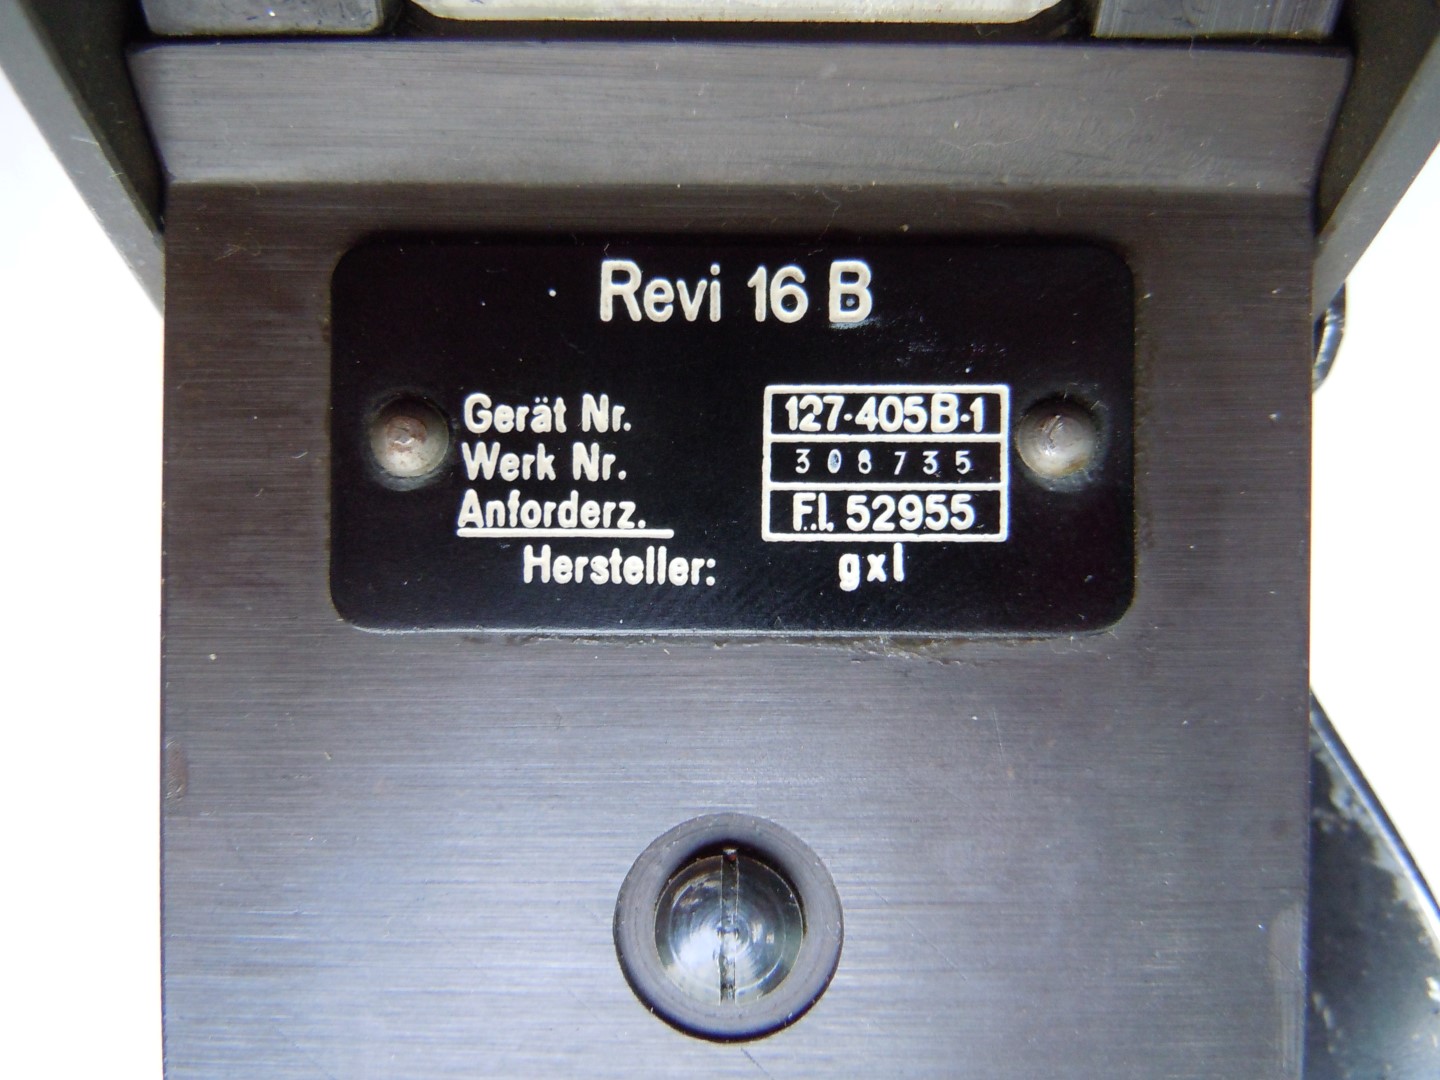 Revi 16 B
Gerät Nr. 127-405B-1
Werk Nr. 308735
Anforderz. Fl. 52955
Hersteller: gxl